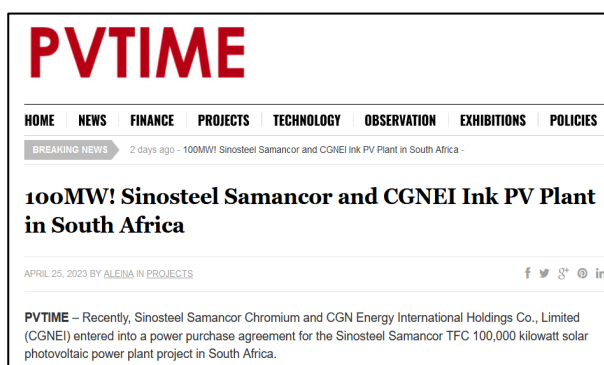 PVTIME
HOME NEWS FINANCE PROJECTS TECHNOLOGY OBSERVATION EXHIBITIONS POLICIES
BREAKING NEWS 2 days ago - 100MW! Sinosteel Samancor and CGNEI Ink PV Plant in South Africa -
100MW! Sinosteel Samancor and CGNEI Ink PV Plant
in South Africa
APRIL 25, 2023 BY ALEINA IN PROJECTS
PVTIME – Recently, Sinosteel Samancor Chromium and CGN Energy International Holdings Co., Limited
(CGNEI) entered into a power purchase agreement for the Sinosteel Samancor TFC 100,000 kilowatt solar
photovoltaic power plant project in South Africa.